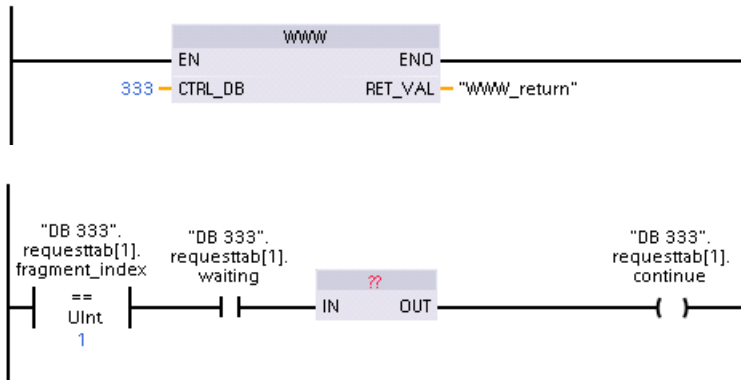 WWW
EN ENO
333 CTRL_DB RET_VAL "WWW_return"
"DB 333".
requesttab[1].
fragment_index
==
UInt
1
"DB 333".
requesttab[1].
waiting
??
IN OUT
"DB 333".
requesttab[1].
continue